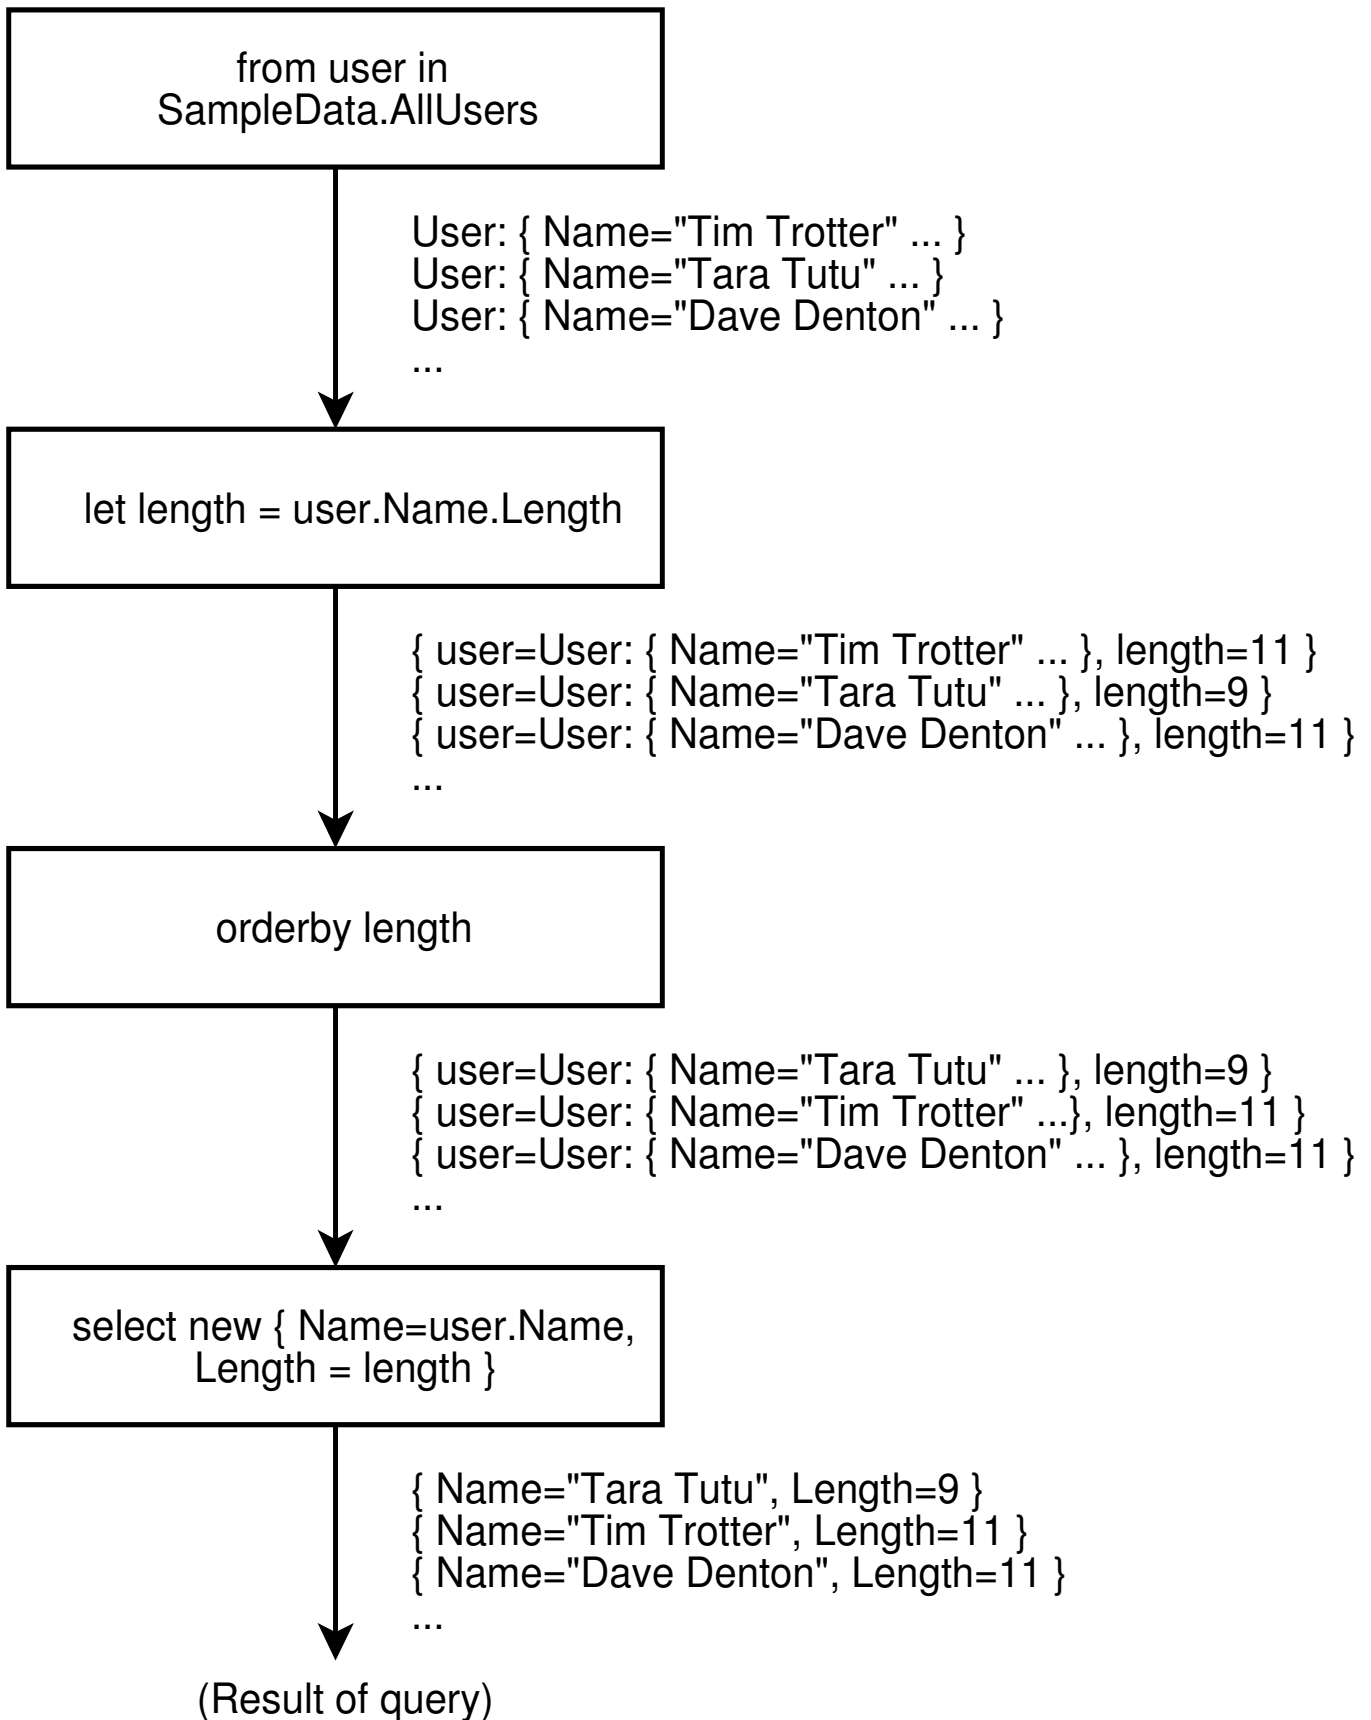 from user in
SampleData.AllUsers
User: { Name="Tim Trotter" ... }
User: { Name="Tara Tutu" ... }
User: { Name="Dave Denton" ... }
...
let length = user.Name.Length
{ user=User: { Name="Tim Trotter" ... }, length=11 }
{ user=User: { Name="Tara Tutu" ... }, length=9 }
{ user=User: { Name="Dave Denton" ... }, length=11 }
...
orderby length
{ user=User: { Name="Tara Tutu" ... }, length=9 }
{ user=User: { Name="Tim Trotter" ...}, length=11 }
{ user=User: { Name="Dave Denton" ... }, length=11 }
...
select new { Name=user.Name,
Length = length }
{ Name="Tara Tutu", Length=9 }
{ Name="Tim Trotter", Length=11 }
{ Name="Dave Denton", Length=11 }
...
(Result of query)